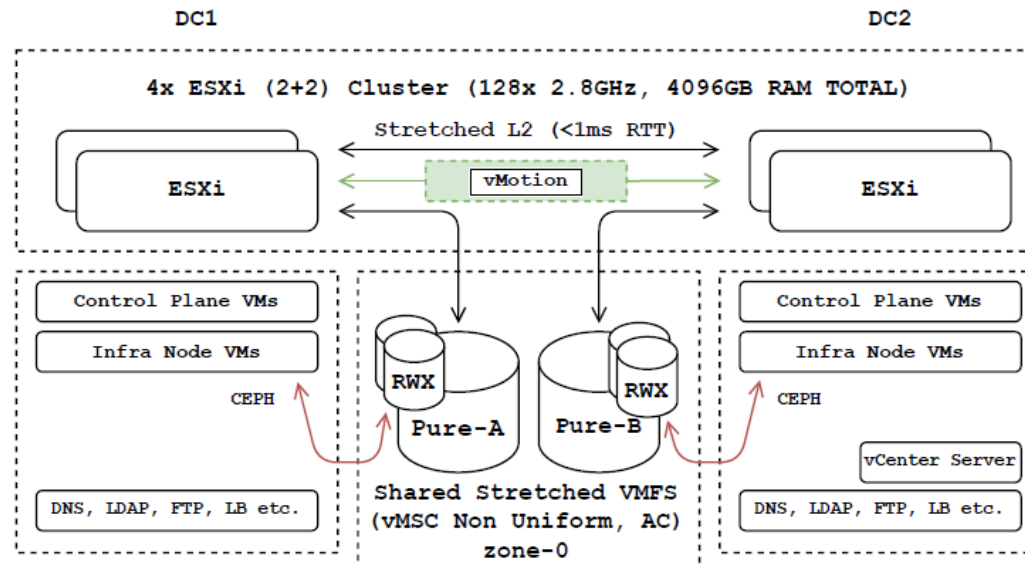 DC1
DC2
4x ESXi (2+2) Cluster (128x 2.8GHz, 4096GB RAM TOTAL)
Stretched L2 (<1ms RTT)
ESXi
vMotion
ESXi
Control Plane VMs
Infra Node VMs
CEPH
DNS, LDAP, FTP, LB etc.
RWX
Pure-A
RWX
Pure-B
Shared Stretched VMFS
(vMSC Non Uniform, AC)
zone-0
Control Plane VMs
Infra Node VMs
CEPH
vCenter Server
DNS, LDAP, FTP, LB etc.